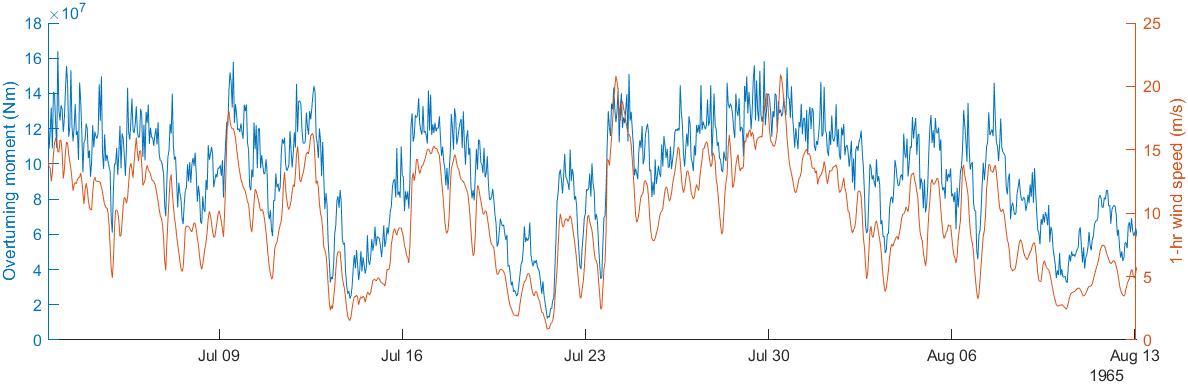 ×10⁷
18
16
14
12
10
8
6
4
2
0
Overturning moment (Nm)
25
20
15
10
5
0
1-hr wind speed (m/s)
Jul 09
Jul 16
Jul 23
Jul 30
Aug 06
Aug 13
1965